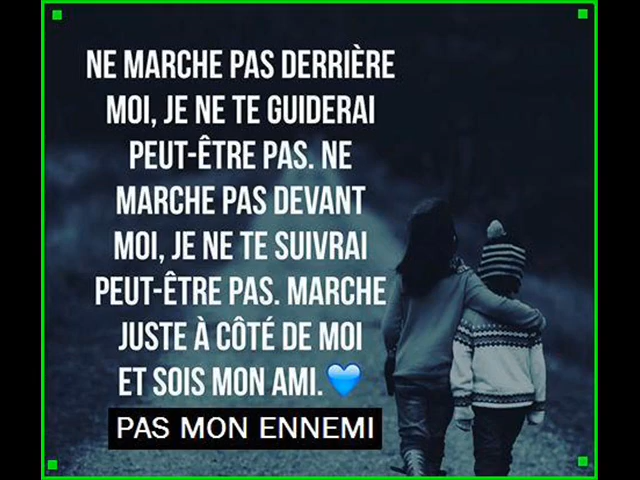 NE MARCHE PAS DERRIÈRE
MOI, JE NE TE GUIDERAI
PEUT-ÊTRE PAS. NE
MARCHE PAS DEVANT
MOI, JE NE TE SUIVRAI
PEUT-ÊTRE PAS. MARCHE
JUSTE À CÔTÉ DE MOI
ET SOIS MON AMI.💙
PAS MON ENNEMI